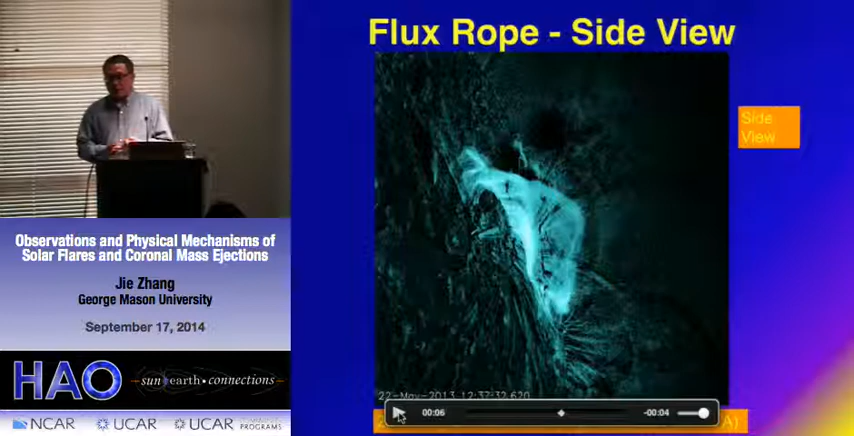 Flux Rope - Side View
Side
View
22-May-2013 12:37:32.620
00:06
-00:04
A)
Observations and Physical Mechanisms of
Solar Flares and Coronal Mass Ejections
Jie Zhang
George Mason University
September 17, 2014
HAO
sun earth connections
NCAR
UCAR
UCAR
PROGRAMS